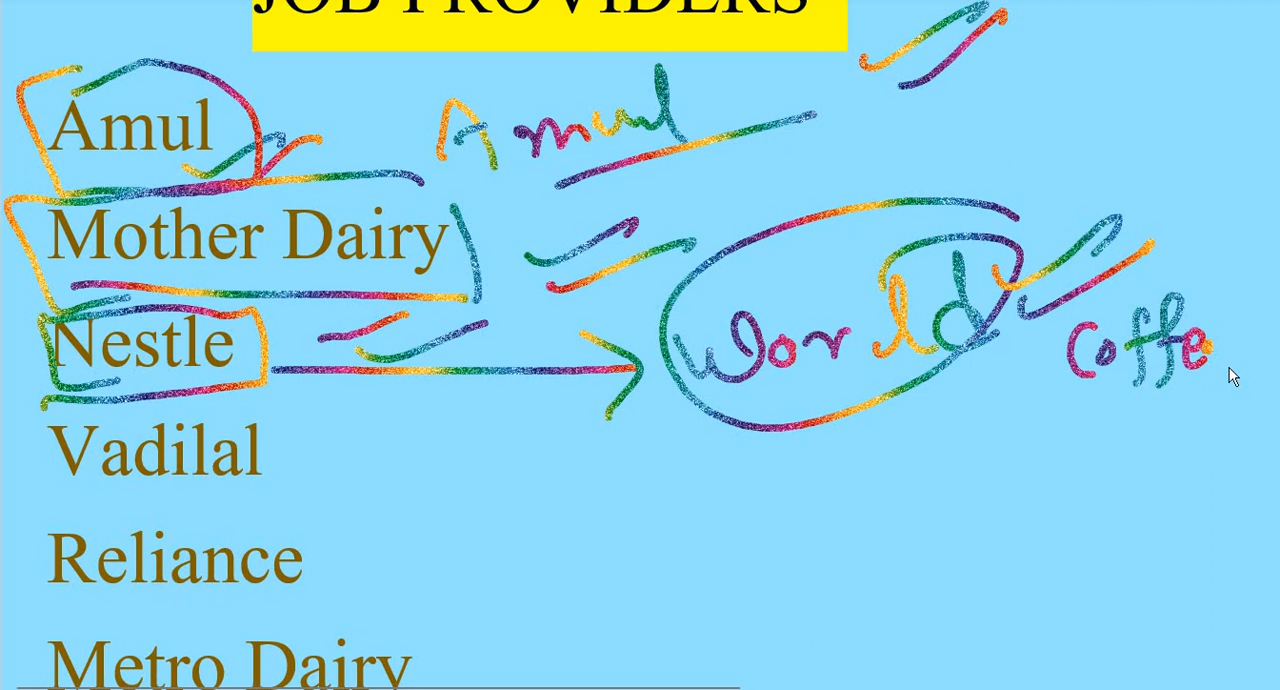 JOB PROVIDERS
Amul Amul
Mother Dairy
Nestle World Coffe
Vadilal
Reliance
Metro Dairy